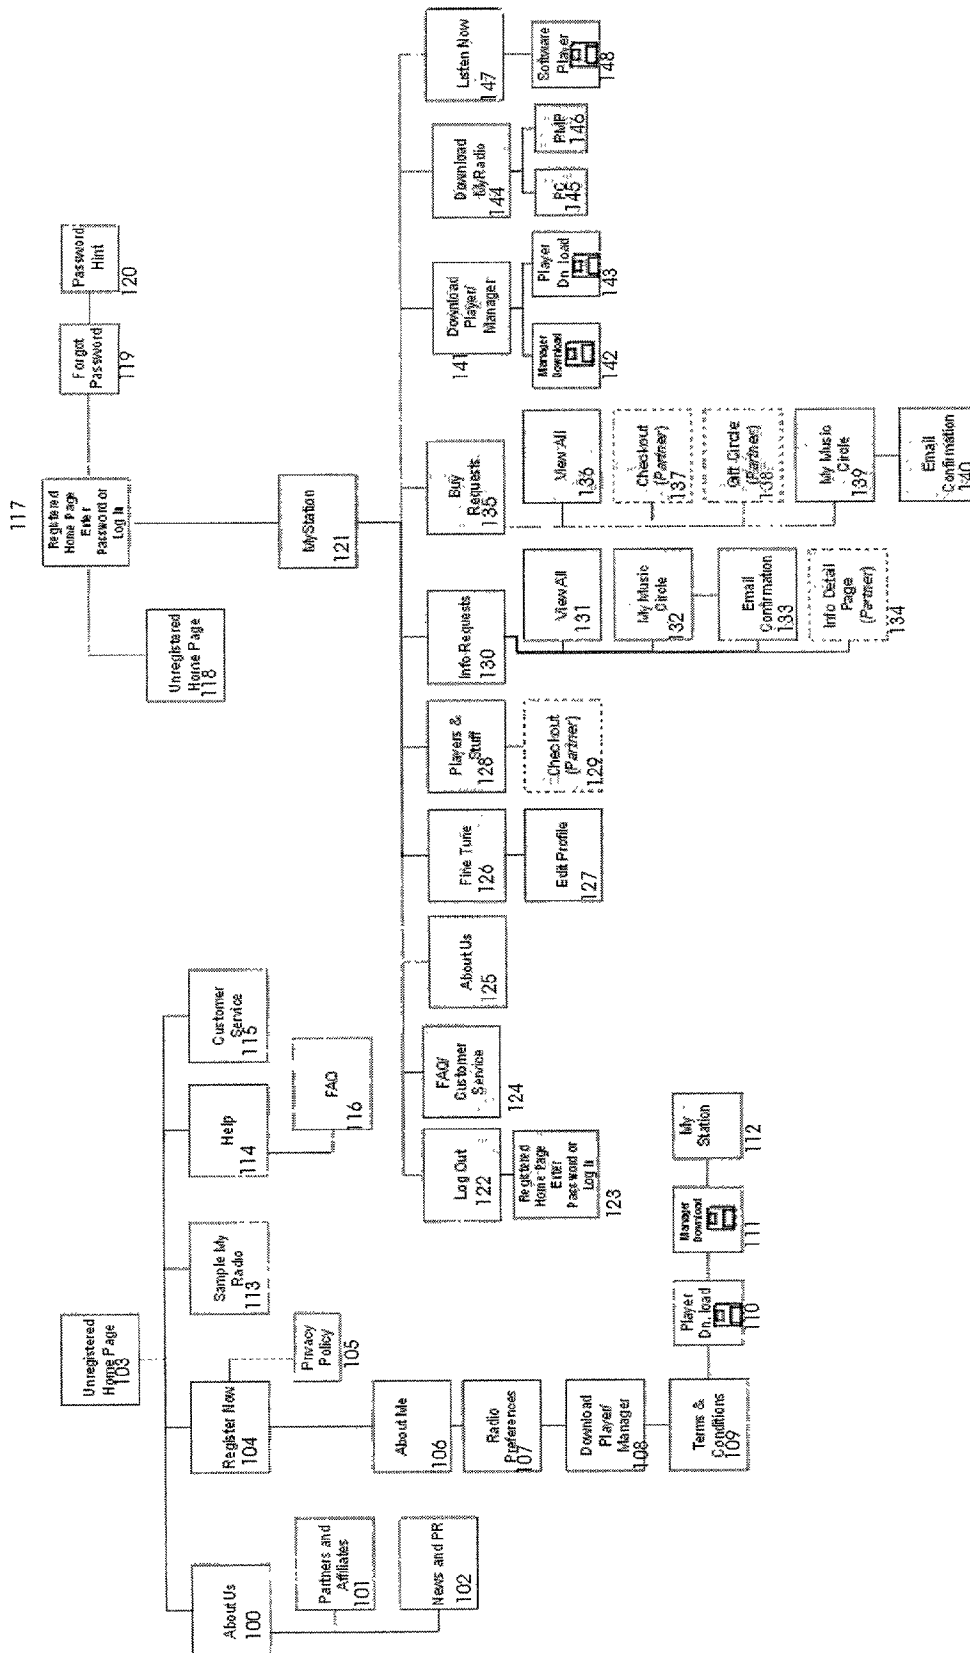 Unregistered
Home Page
103
About Us
100
Partners and
Affiliates
101
News and PR
102
Register Now
104
Privacy
Policy
105
About Me
106
Radio
Preferences
107
Download
Player/
Manager
108
Terms &
Conditions
109
Player
Dn. load
110
Manager
Download
111
My
Station
112
Sample My
Radio
113
Help
114
FAQ
116
Customer
Service
115
117
Registered
Home Page
Enter
Password or
Log In
Unregistered
Home Page
118
Forgot
Password
119
Password
Hint
120
MyStation
121
Log Out
122
Registered
Home Page
Enter
Password or
Log In
123
FAQ/
Customer
Service
124
About Us
125
Fine Tune
126
Edit Profile
127
Players &
Stuff
128
Checkout
(Partner)
129
Info Requests
130
View All
131
My Music
Circle
132
Email
Confirmation
133
Info Detail
Page
(Partner)
134
Buy
Requests
135
View All
136
Checkout
(Partner)
137
Gift Circle
(Partner)
138
My Music
Circle
139
Email
Confirmation
140
Download
Player/
Manager
141
Manager
Download
142
Player
Dn. load
143
Download
MyRadio
144
PC
145
PMP
146
Listen Now
147
Software
Player
148